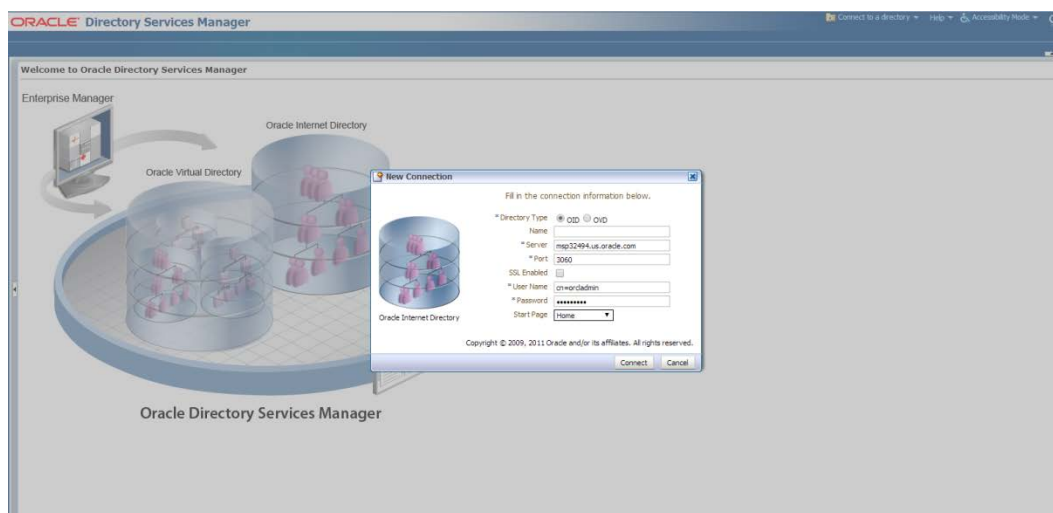 ORACLE Directory Services Manager
Connect to a directory Help Accessibility Mode
Welcome to Oracle Directory Services Manager
Enterprise Manager
Oracle Internet Directory
Oracle Virtual Directory
New Connection
Fill in the connection information below.
* Directory Type OID OVD
Name
* Server msp32494.us.oracle.com
* Port 3060
SSL Enabled
* User Name cn=orcladmin
* Password •••••••••
Start Page Home
Oracle Internet Directory
Copyright © 2009, 2011 Oracle and/or its affiliates. All rights reserved.
Connect Cancel
Oracle Directory Services Manager